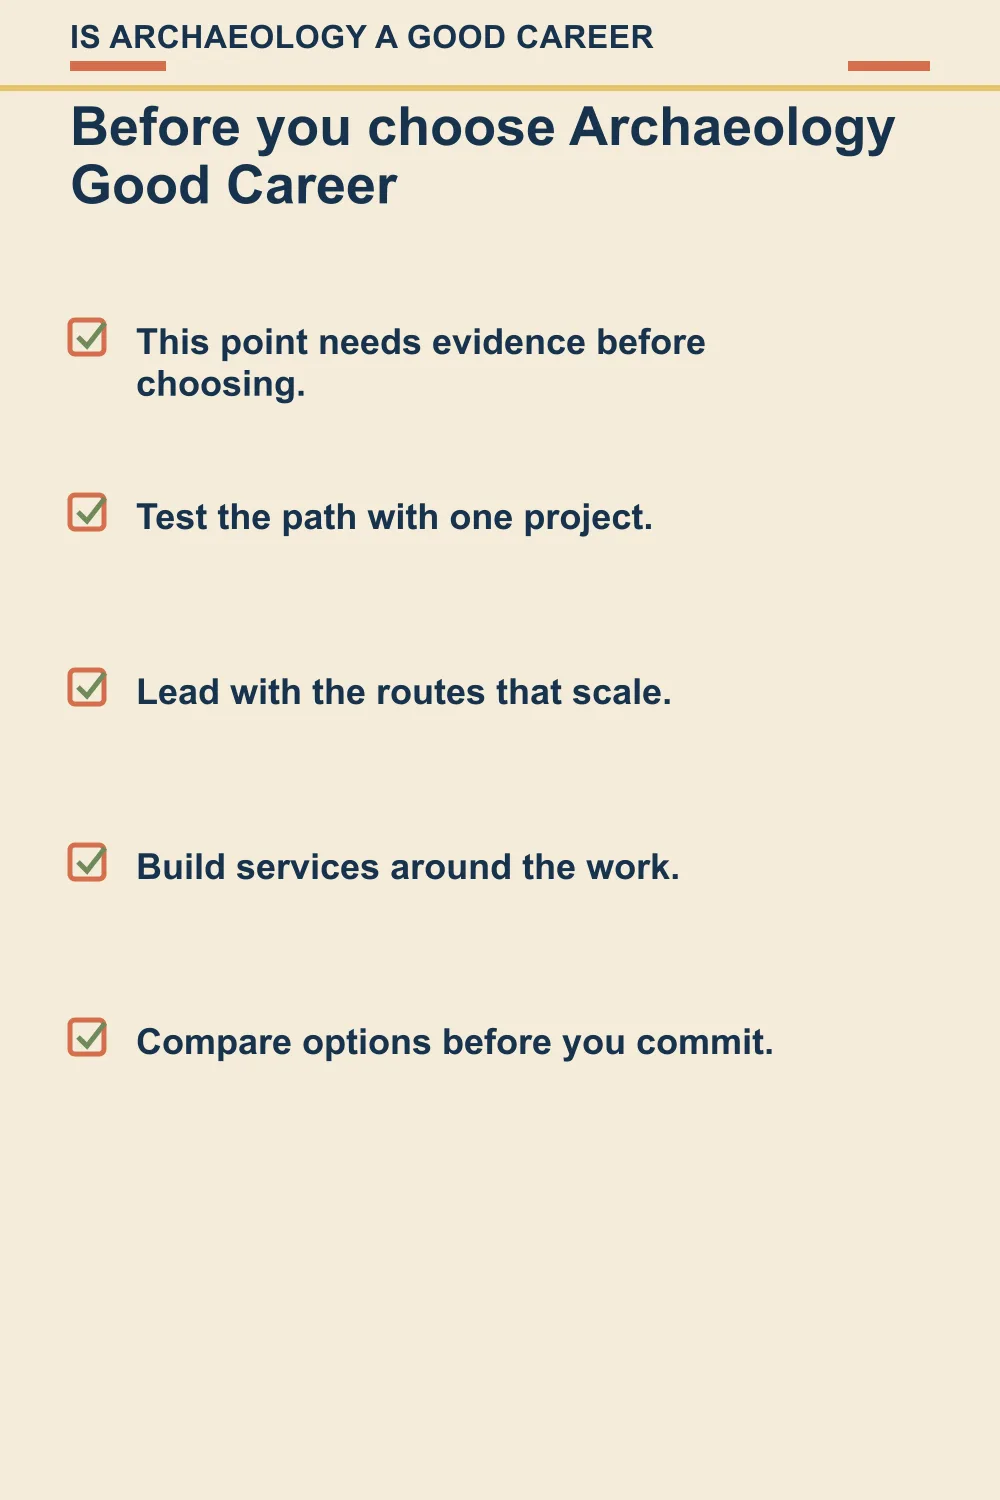 IS ARCHAEOLOGY A GOOD CAREER
Before you choose Archaeology
Good Career
This point needs evidence before
choosing.
Test the path with one project.
Lead with the routes that scale.
Build services around the work.
Compare options before you commit.